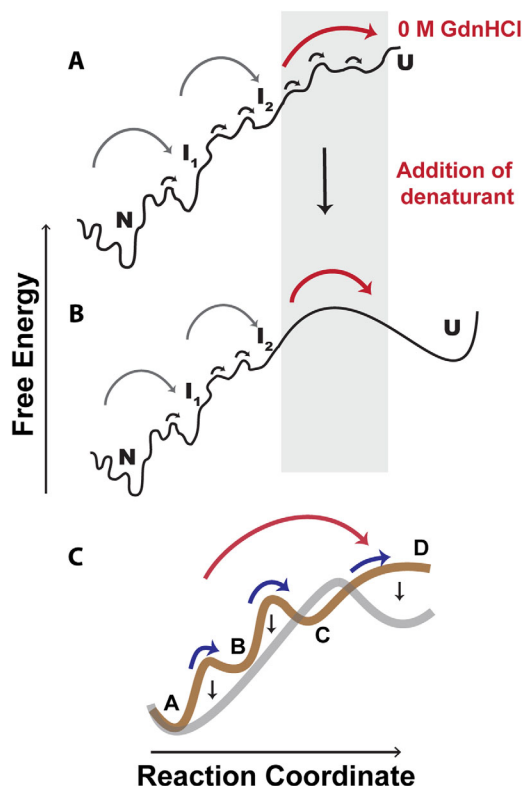 0 M GdnHCl
A
U
I2
I1
N
Addition of
denaturant
Free Energy
B
U
I2
I1
N
C
D
B
C
A
Reaction Coordinate